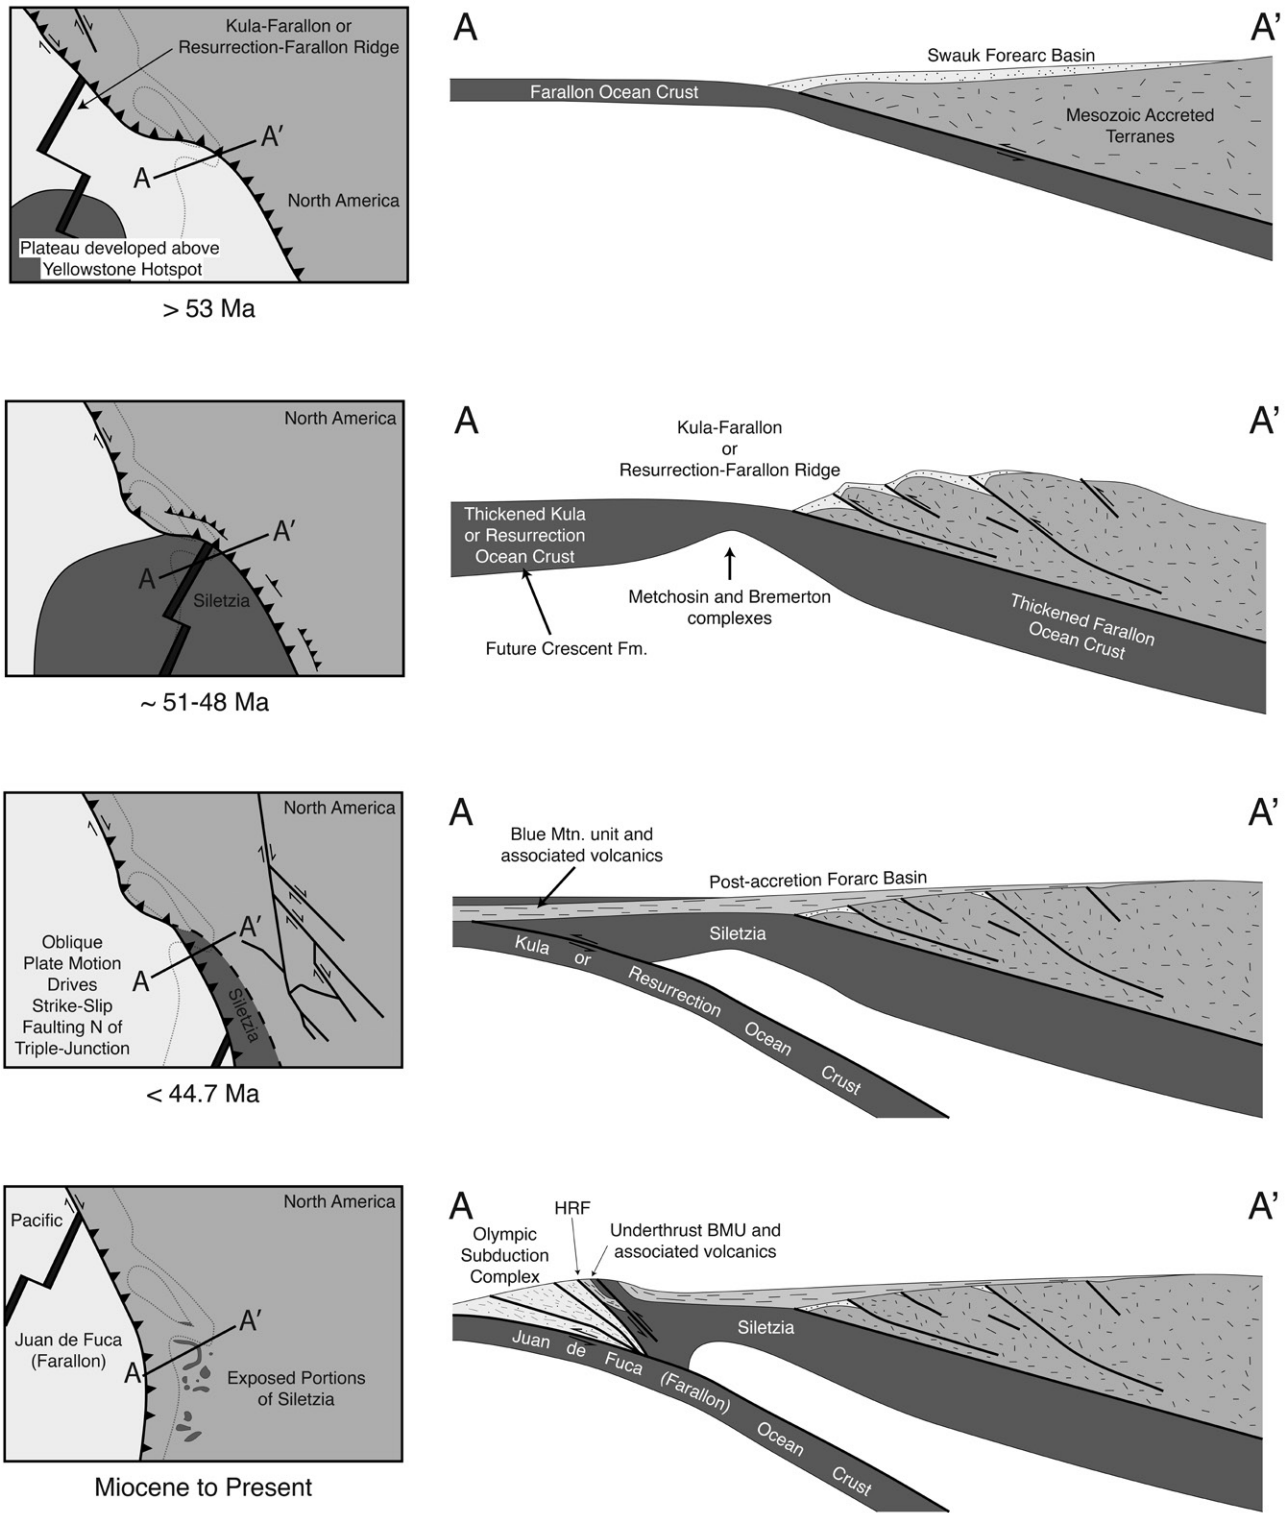 Kula-Farallon or
Resurrection-Farallon Ridge
A
A'
North America
Plateau developed above
Yellowstone Hotspot
> 53 Ma
A
A'
Swauk Forearc Basin
Farallon Ocean Crust
Mesozoic Accreted
Terranes
North America
A'
A
Siletzia
~ 51-48 Ma
A
A'
Kula-Farallon
or
Resurrection-Farallon Ridge
Thickened Kula
or Resurrection
Ocean Crust
Metchosin and Bremerton
complexes
Future Crescent Fm.
Thickened Farallon
Ocean Crust
North America
A'
A
Oblique
Plate Motion
Drives
Strike-Slip
Faulting N of
Triple-Junction
Siletzia
< 44.7 Ma
A
A'
Blue Mtn. unit and
associated volcanics
Post-accretion Forarc Basin
Siletzia
Kula or Resurrection Ocean Crust
North America
Pacific
Juan de Fuca
(Farallon)
A'
A
Exposed Portions
of Siletzia
Miocene to Present
A
A'
HRF
Olympic
Subduction
Complex
Underthrust BMU and
associated volcanics
Siletzia
Juan de Fuca (Farallon) Ocean Crust